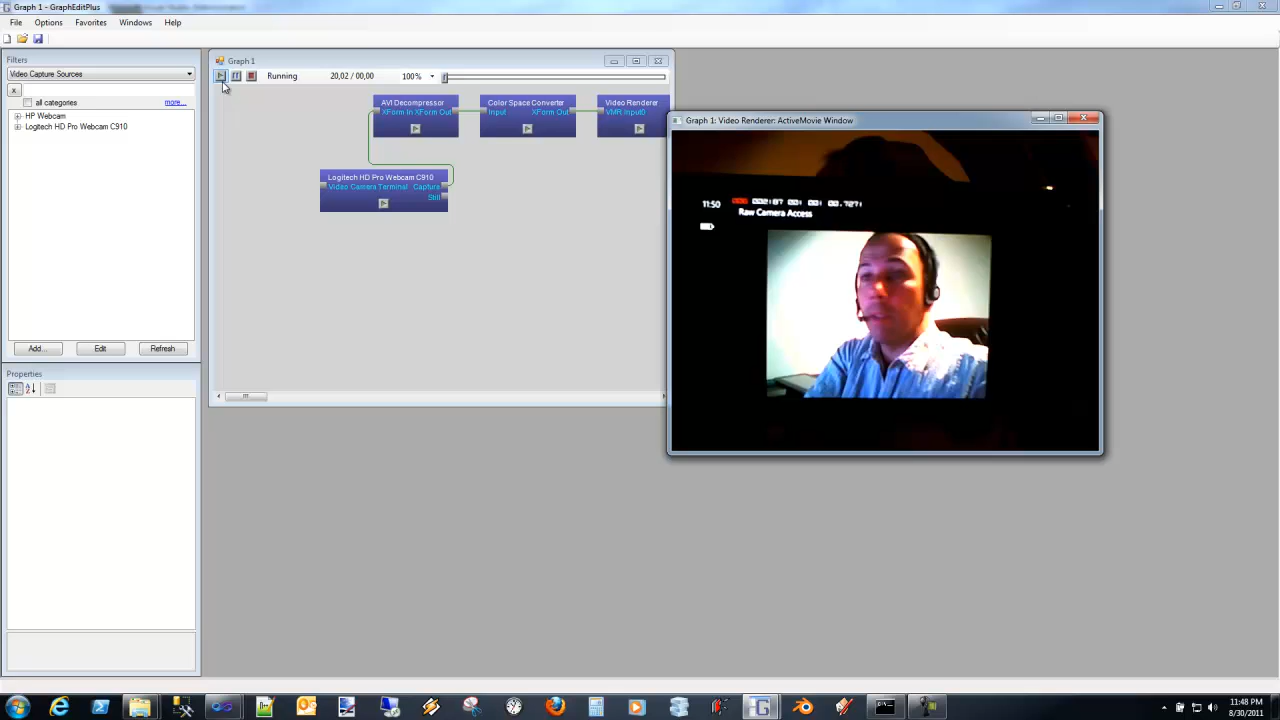 Graph 1 - GraphEditPlus
File Options Favorites Windows Help
Filters
Video Capture Sources
x
all categories more...
HP Webcam
Logitech HD Pro Webcam C910
Add... Edit Refresh
Properties
Graph 1
Running 20,02 / 00,00 100%
AVI Decompressor
XForm In XForm Out
Color Space Converter
Input XForm Out
Video Renderer
VMR Input0
Logitech HD Pro Webcam C910
Video Camera Terminal Capture
Still
Graph 1: Video Renderer: ActiveMovie Window
11:50
Raw Camera Access
11:48 PM
8/30/2011